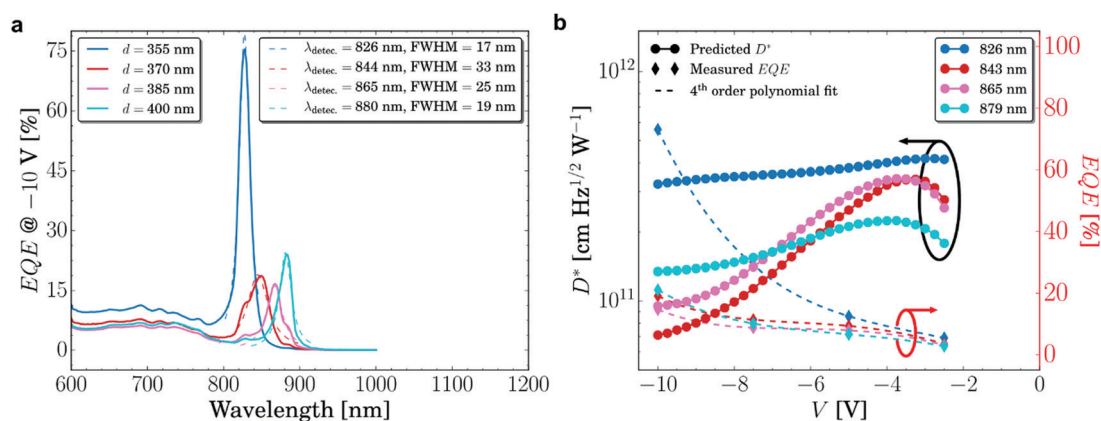 a
EQE @ −10 V [%]
75
60
45
30
15
0
d = 355 nm
d = 370 nm
d = 385 nm
d = 400 nm
λdetec. = 826 nm, FWHM = 17 nm
λdetec. = 844 nm, FWHM = 33 nm
λdetec. = 865 nm, FWHM = 25 nm
λdetec. = 880 nm, FWHM = 19 nm
600 700 800 900 1000 1100 1200
Wavelength [nm]
b
D* [cm Hz1/2 W−1]
10¹²
10¹¹
Predicted D*
Measured EQE
4th order polynomial fit
826 nm
843 nm
865 nm
879 nm
100
80
60
40
20
0
EQE [%]
−10 −8 −6 −4 −2 0
V [V]